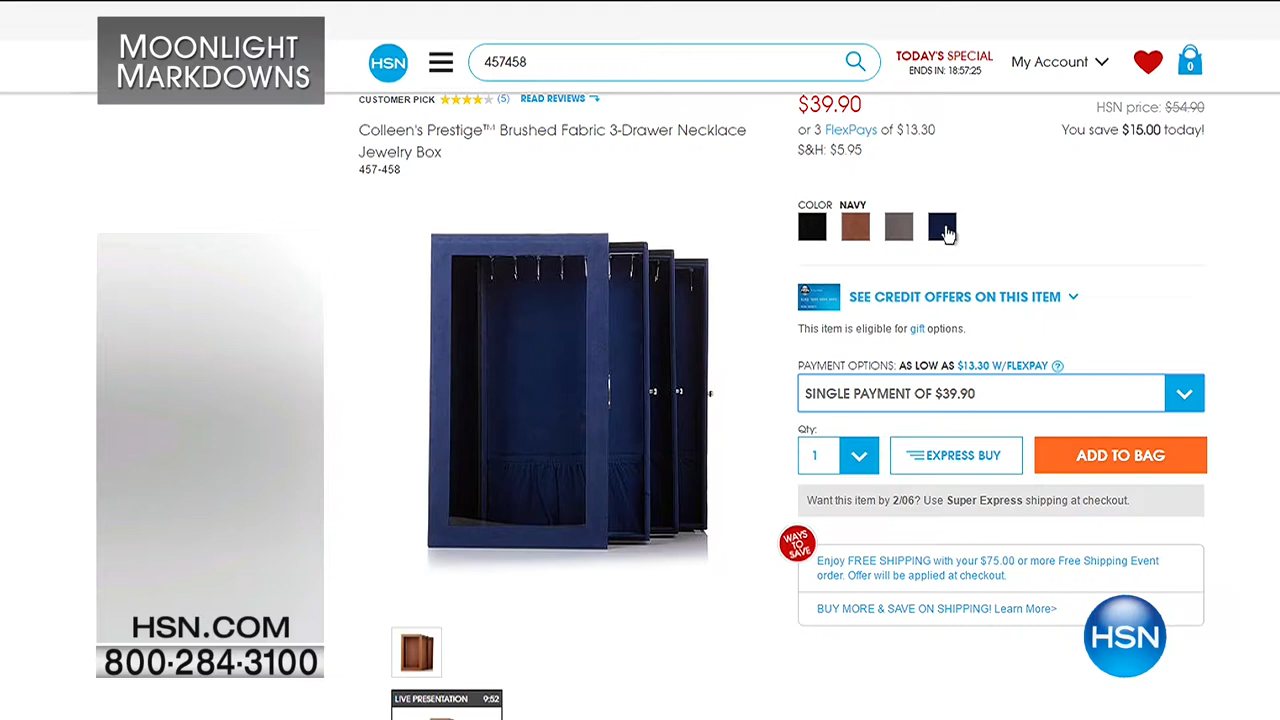 MOONLIGHT
MARKDOWNS
HSN
457458
TODAY'S SPECIAL
ENDS IN: 18:57:25
My Account
0
CUSTOMER PICK (5) READ REVIEWS
Colleen's Prestige™ Brushed Fabric 3-Drawer Necklace
Jewelry Box
457-458
$39.90
HSN price: $54.90
or 3 FlexPays of $13.30
You save $15.00 today!
S&H: $5.95
COLOR NAVY
SEE CREDIT OFFERS ON THIS ITEM
This item is eligible for gift options.
PAYMENT OPTIONS: AS LOW AS $13.30 W/FLEXPAY ?
SINGLE PAYMENT OF $39.90
Qty:
1
EXPRESS BUY
ADD TO BAG
Want this item by 2/06? Use Super Express shipping at checkout.
WAYS
TO
SAVE
Enjoy FREE SHIPPING with your $75.00 or more Free Shipping Event
order. Offer will be applied at checkout.
BUY MORE & SAVE ON SHIPPING! Learn More>
HSN
HSN.COM
800·284·3100
LIVE PRESENTATION 9:52